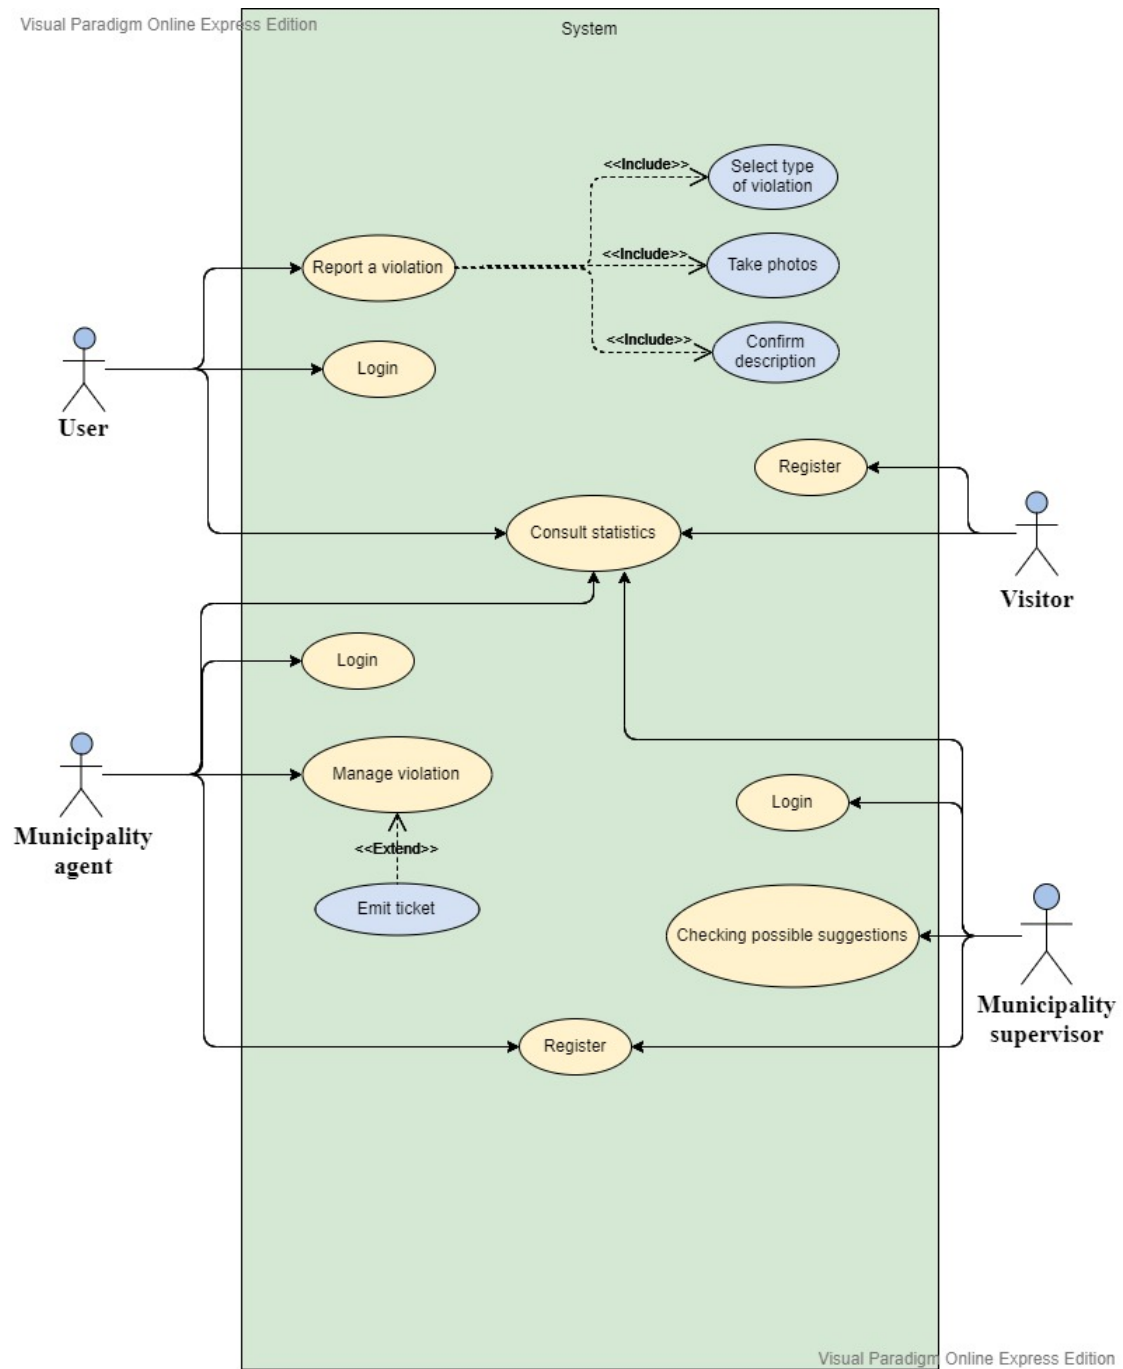 Visual Paradigm Online Express Edition
System
<<Include>>
Select type
of violation
<<Include>>
Take photos
Report a violation
<<Include>>
Confirm
description
Login
User
Register
Consult statistics
Visitor
Login
Manage violation
Login
Municipality
agent
<<Extend>>
Emit ticket
Checking possible suggestions
Municipality
supervisor
Register
Visual Paradigm Online Express Edition